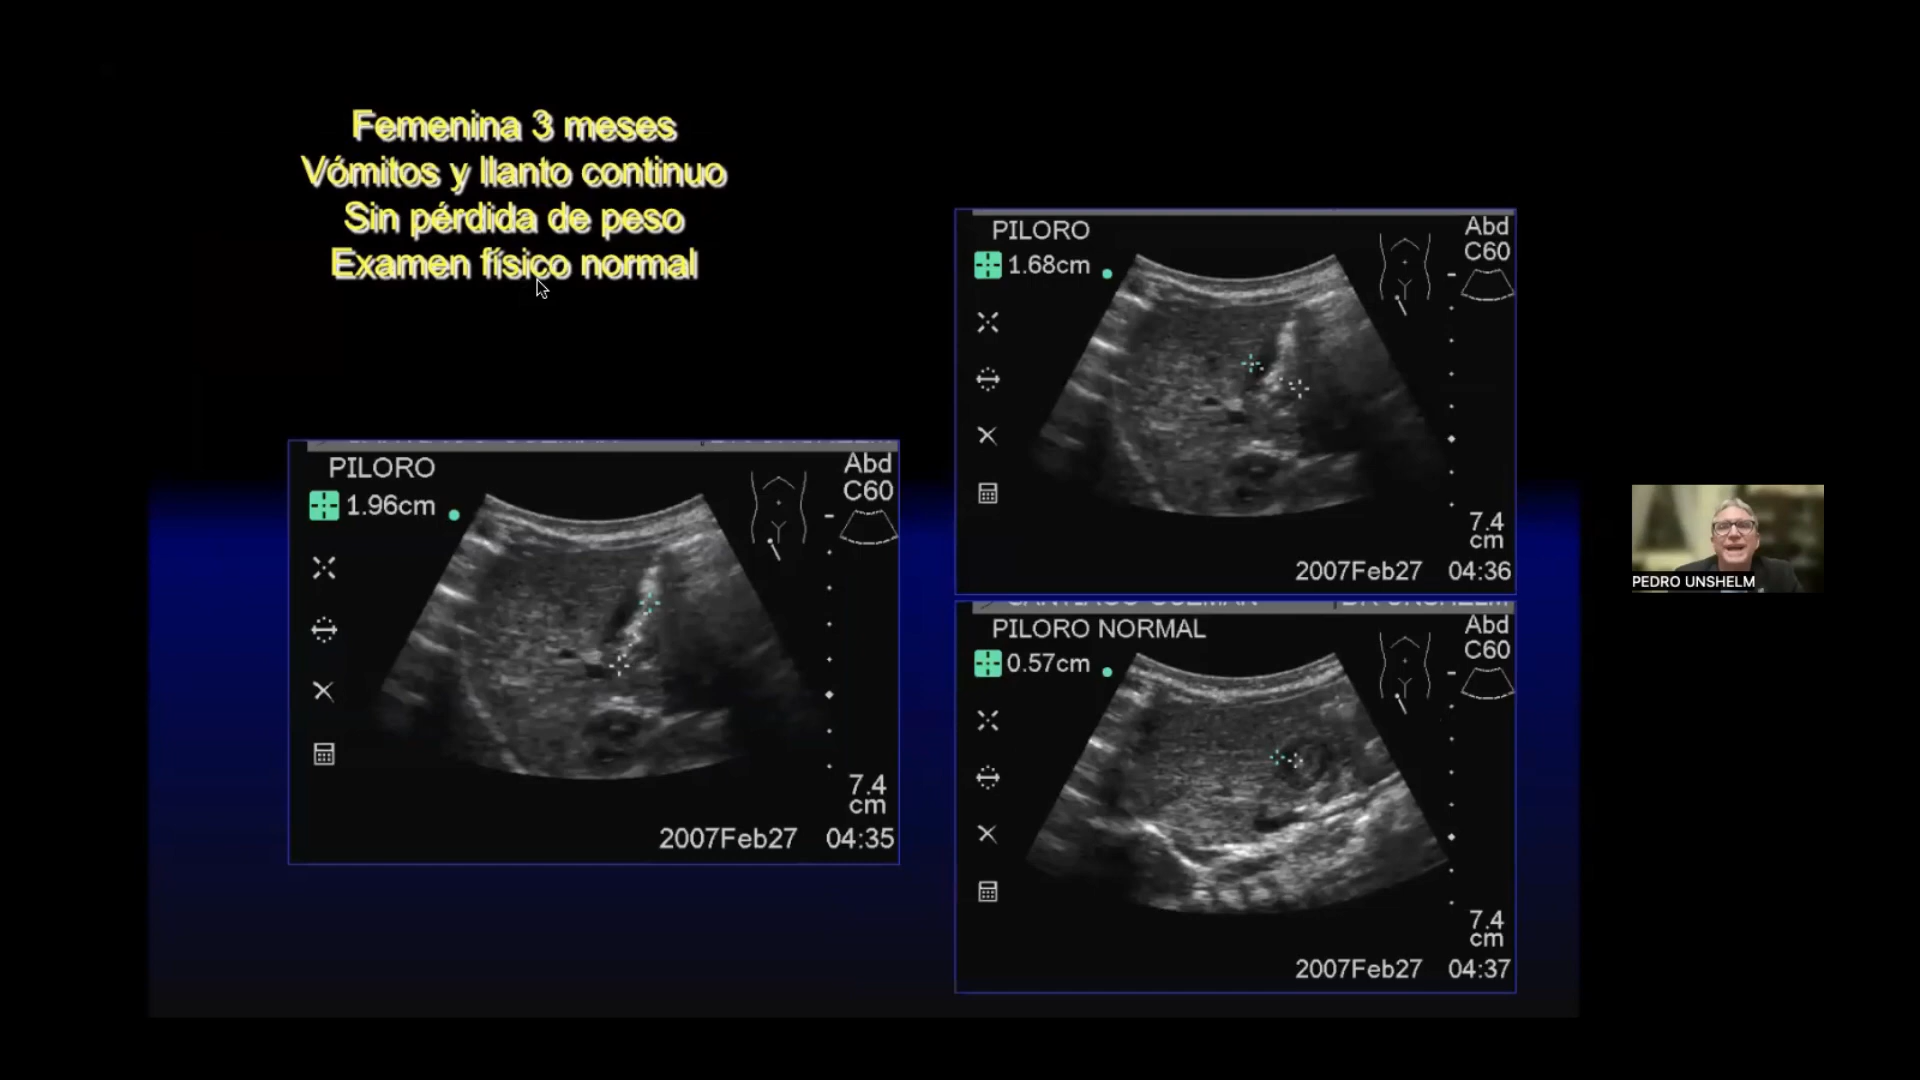 Femenina 3 meses
Vómitos y llanto continuo
Sin pérdida de peso
Examen físico normal
PILORO
1.96cm
Abd
C60
7.4
cm
2007Feb27 04:35
PILORO
1.68cm
Abd
C60
7.4
cm
2007Feb27 04:36
PILORO NORMAL
0.57cm
Abd
C60
7.4
cm
2007Feb27 04:37
PEDRO UNSHELM